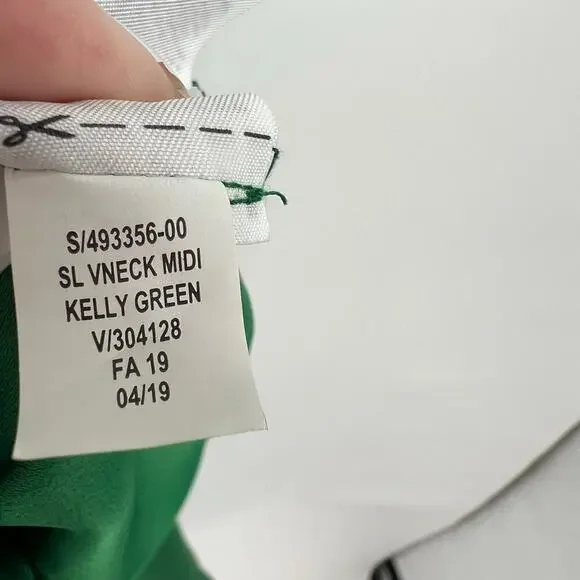 S/493356-00
SL VNECK MIDI
KELLY GREEN
V/304128
FA 19
04/19